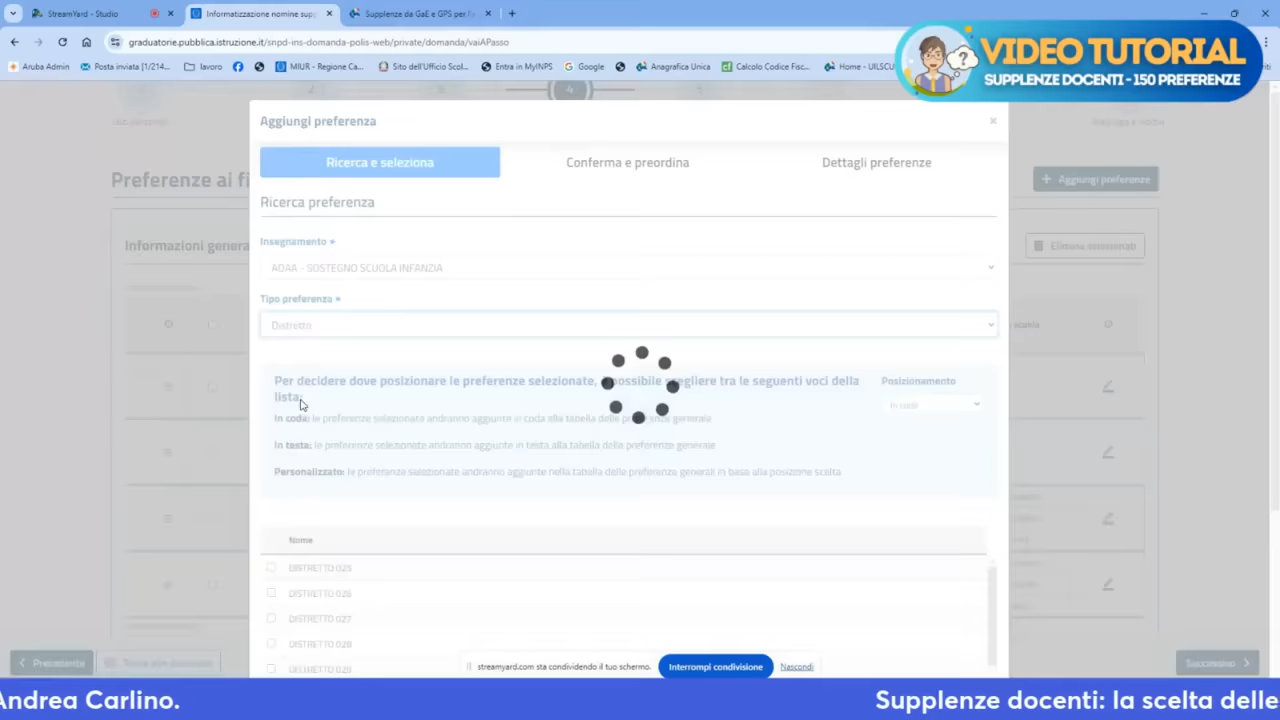 StreamYard - Studio
Informatizzazione nomine supp
Supplenze da GaE e GPS per l'
graduatorie.pubblica.istruzione.it/snpd-ins-domanda-polis-web/private/domanda/vaiAPasso
Aruba Admin
Posta inviata [1/214...
lavoro
MIUR - Regione Ca...
Sito dell'Ufficio Scol...
Entra in MyINPS
Google
Anagrafica Unica
Calcolo Codice Fisc...
Home - UILSCU
VIDEO TUTORIAL
SUPPLENZE DOCENTI - 150 PREFERENZE
4
Aggiungi preferenza
Ricerca e seleziona
Conferma e preordina
Dettagli preferenze
Preferenze ai fi
Aggiungi preferenze
Ricerca preferenza
Informazioni genera
Insegnamento *
ADAA - SOSTEGNO SCUOLA INFANZIA
Tipo preferenza *
Distretto
scuola
Per decidere dove posizionare le preferenze selezionate, possibile scegliere tra le seguenti voci della lista:
Posizionamento
In coda
In coda: le preferenze selezionate andranno aggiunte in coda alla tabella delle preferenze generale
In testa: le preferenze selezionate andranno aggiunte in testa alla tabella delle preferenze generale
Personalizzato: le preferenze selezionate andranno aggiunte nella tabella delle preferenze generali in base alla posizione scelta
Nome
DISTRETTO 025
DISTRETTO 026
DISTRETTO 027
DISTRETTO 028
DISTRETTO 029
Precedente
streamyard.com sta condividendo il tuo schermo.
Interrompi condivisione
Nascondi
Successivo
Andrea Carlino.
Supplenze docenti: la scelta delle